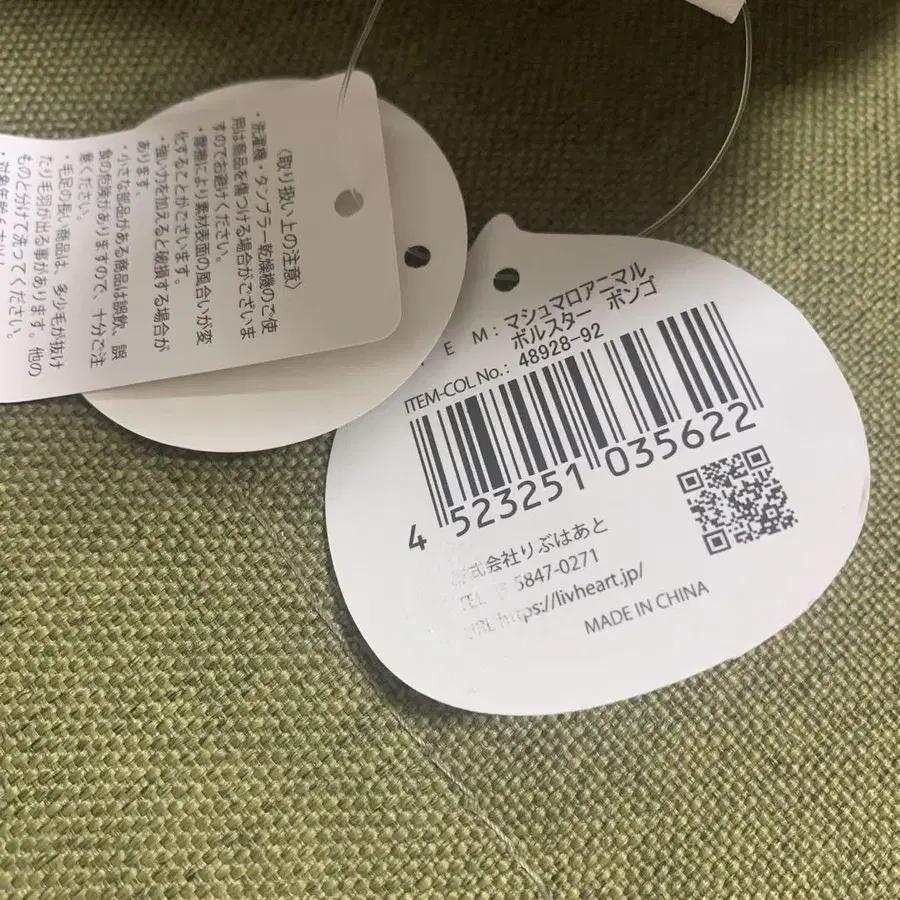 〈取り扱い上の注意〉
・洗濯機・タンブラー乾燥機のご使
用は商品を傷つける場合がございま
すのでお避けください。
・摩擦により素材表面の風合いが変
化することがございます。
・強い力を加えると破損する場合が
あります。
・小さな部品がある商品は誤飲、誤
食の危険がありますので、十分ご注
意ください。
・毛足の長い商品は、多少毛が抜け
たり毛羽が出る事があります。他の
ものと分けて洗ってください。
E M : マシュマロアニマル
ボルスター ボンゴ
ITEM-COL No.: 48928-92
4 523251 035622
式会社りぶはあと
TEL 5847-0271
URL https://livheart.jp/
MADE IN CHINA